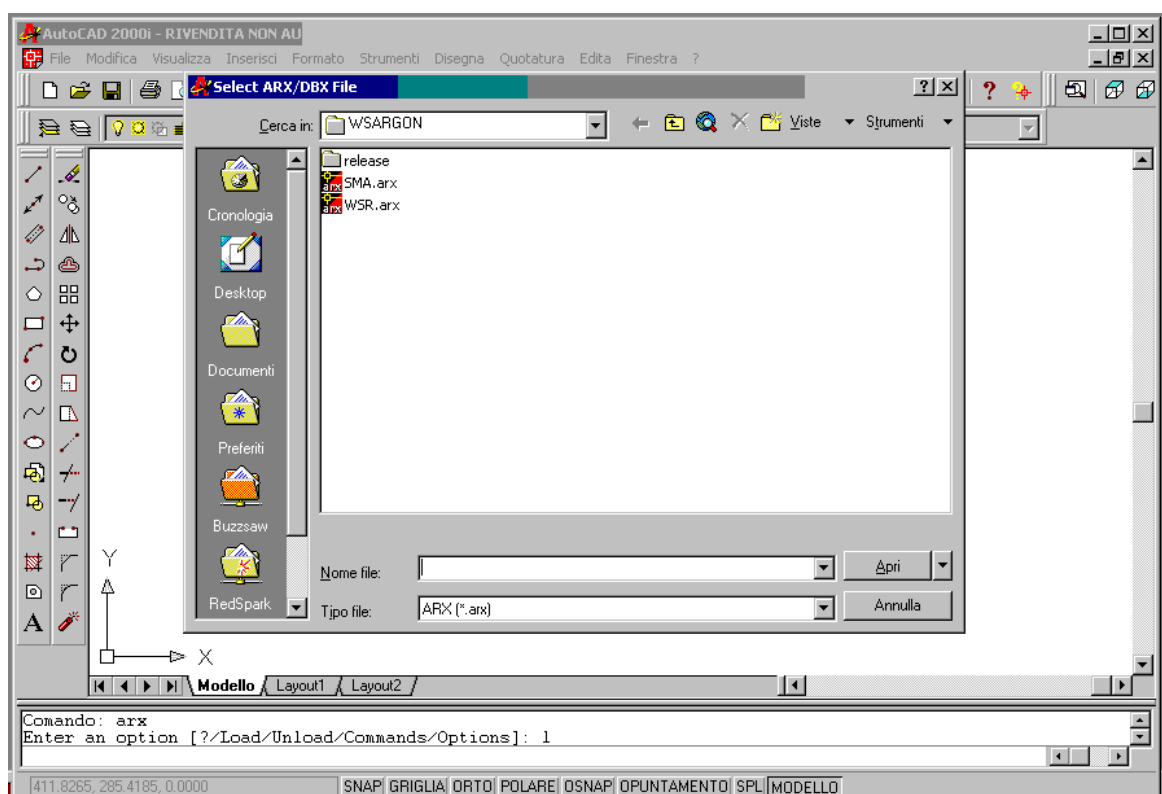 AutoCAD 2000i - RIVENDITA NON AU
File Modifica Visualizza Inserisci Formato Strumenti Disegna Quotatura Edita Finestra ?
Select ARX/DBX File
Cerca in: WSARGON Viste Strumenti
release
SMA.arx
WSR.arx
Cronologia
Desktop
Documenti
Preferiti
Buzzsaw
RedSpark
Nome file: Apri
Tipo file: ARX (*.arx) Annulla
Y
X
A
Modello Layout1 Layout2
Comando: arx
Enter an option [?/Load/Unload/Commands/Options]: l
411.8265, 285.4185, 0.0000 SNAP GRIGLIA ORTO POLARE OSNAP OPUNTAMENTO SPL MODELLO